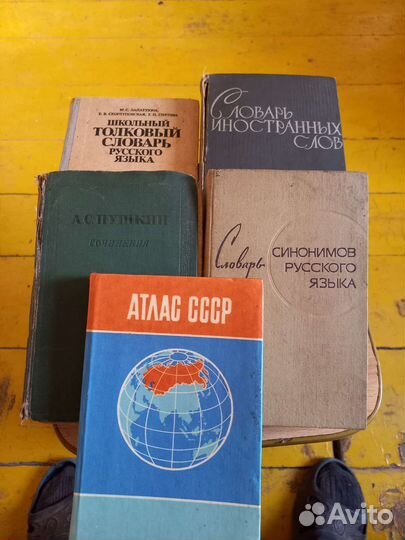 М. С. ЛАПАТУХИН,
Е. В. СКОРЛУПОВСКАЯ, Г. П. СНЕТОВА
ШКОЛЬНЫЙ
ТОЛКОВЫЙ
СЛОВАРЬ
РУССКОГО
ЯЗЫКА
СЛОВАРЬ
ИНОСТРАННЫХ
СЛОВ
А.С.ПУШКИН
СОЧИНЕНИЯ
Словарь
СИНОНИМОВ
РУССКОГО
ЯЗЫКА
АТЛАС СССР
Avito